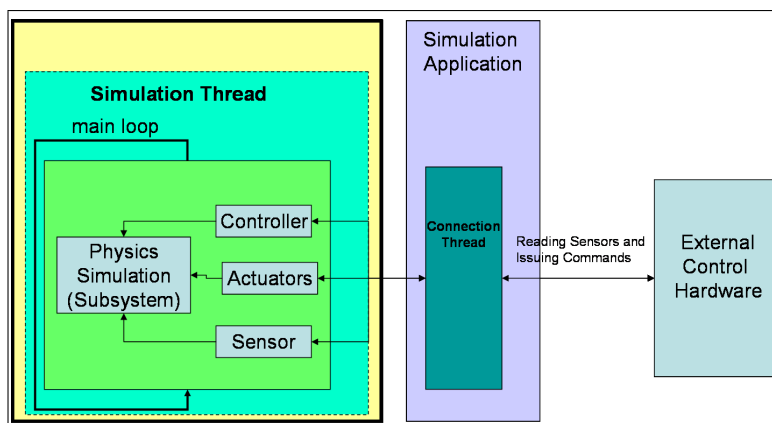 Simulation Thread
main loop
Controller
Physics
Simulation
(Subsystem)
Actuators
Sensor
Simulation
Application
Connection
Thread
Reading Sensors and
Issuing Commands
External
Control
Hardware